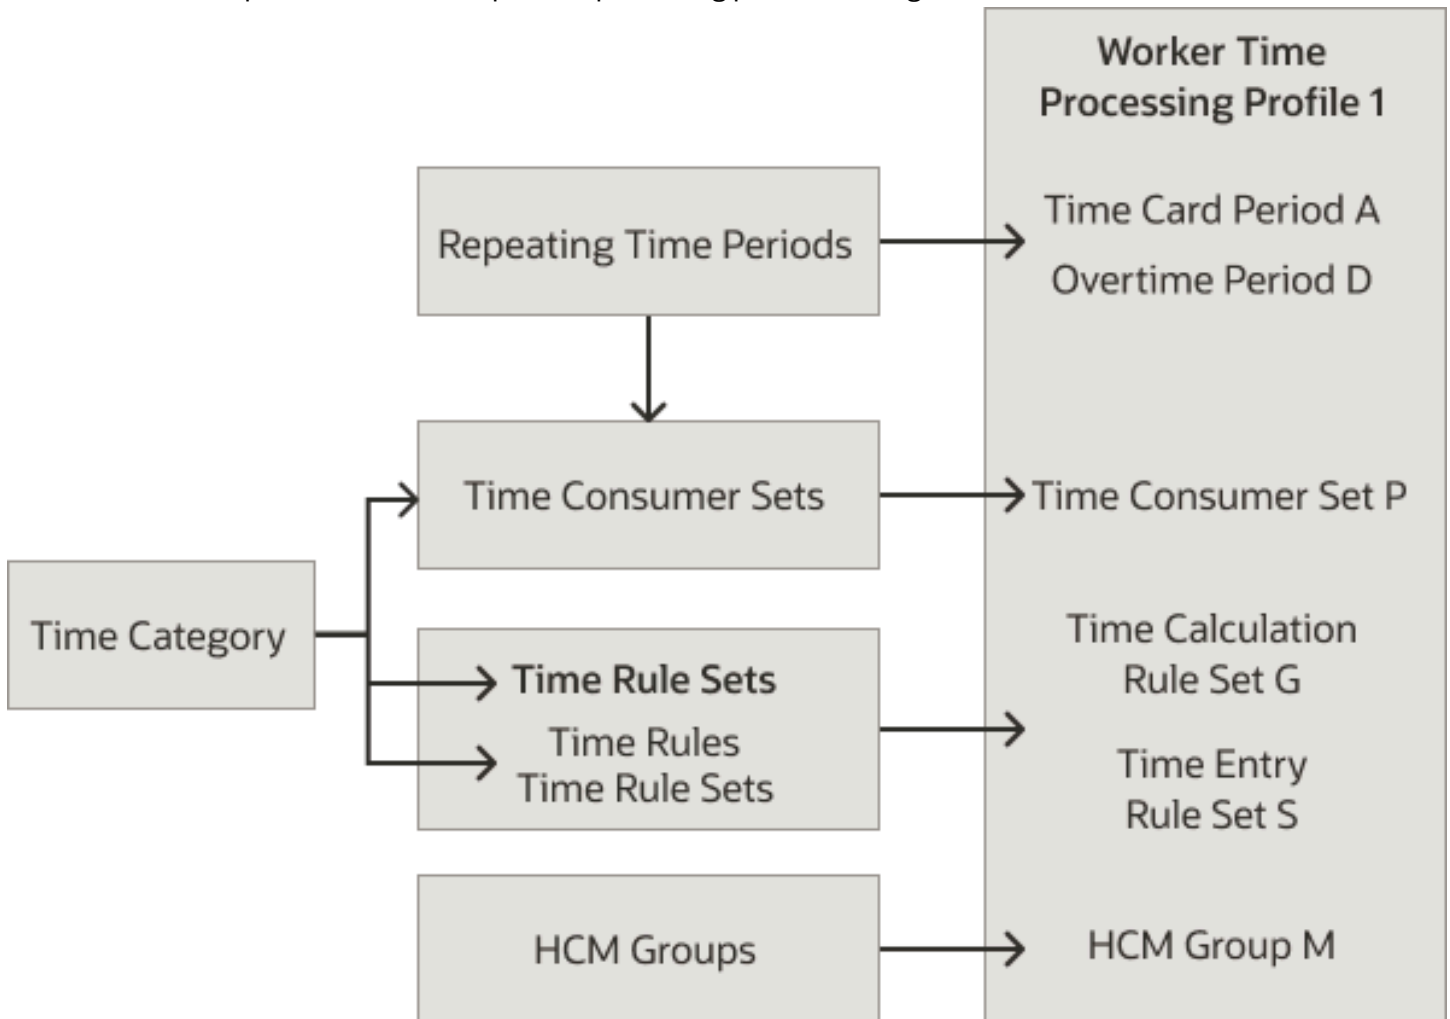 Worker Time
Processing Profile 1
Repeating Time Periods
Time Card Period A
Overtime Period D
Time Consumer Sets
Time Consumer Set P
Time Category
Time Rule Sets
Time Rules
Time Rule Sets
Time Calculation
Rule Set G
Time Entry
Rule Set S
HCM Groups
HCM Group M